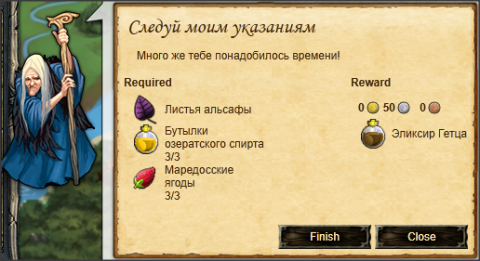 Следуй моим указаниям
Много же тебе понадобилось времени!
Required
Reward
Листья альсафы
0 50 0
Бутылки
озератского спирта
3/3
Эликсир Гетца
Маредосские
ягоды
3/3
Finish
Close